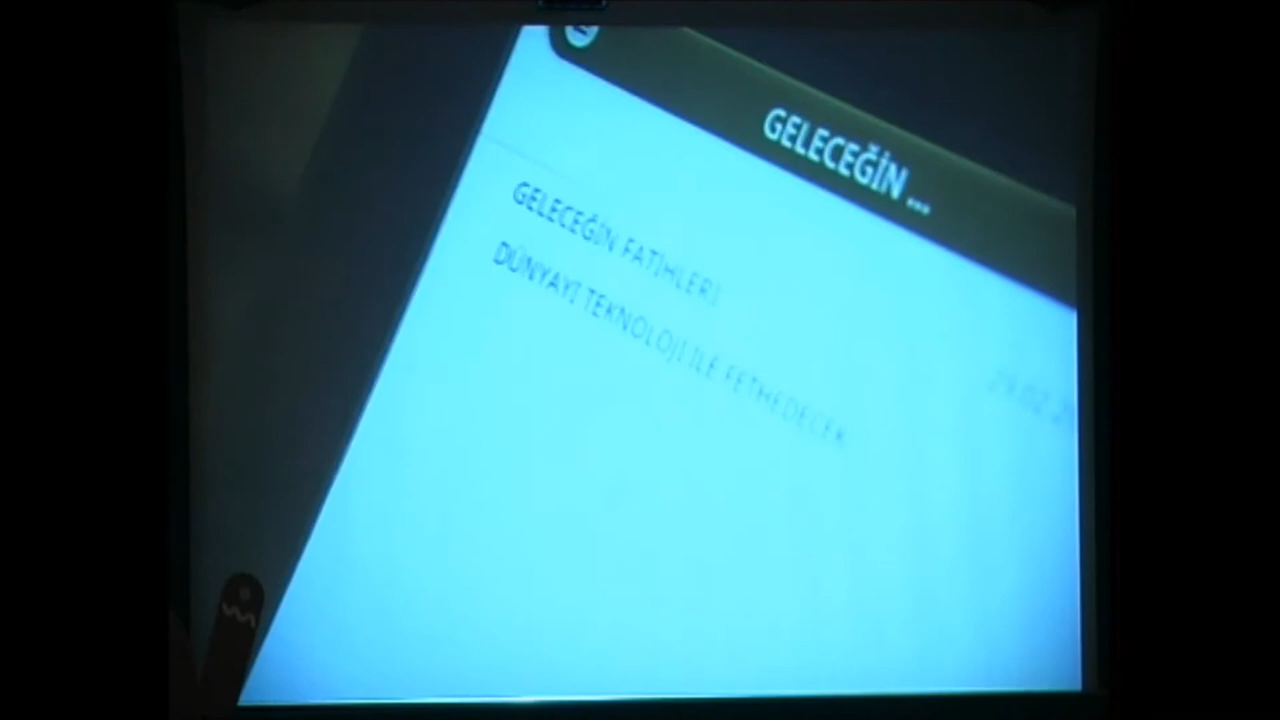 GELECEĞİN ...
GELECEĞİN FATİHLERİ
DÜNYAYI TEKNOLOJİ İLE FETHEDECEK